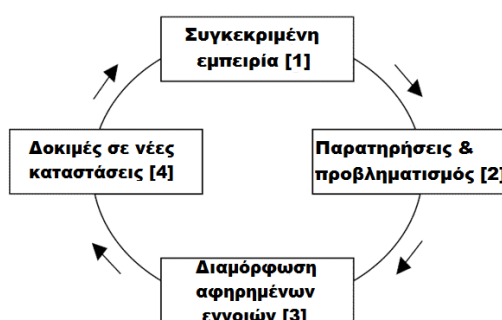 Συγκεκριμένη
εμπειρία [1]
Παρατηρήσεις &
προβληματισμός [2]
Διαμόρφωση
αφηρημένων
εννοιών [3]
Δοκιμές σε νέες
καταστάσεις [4]